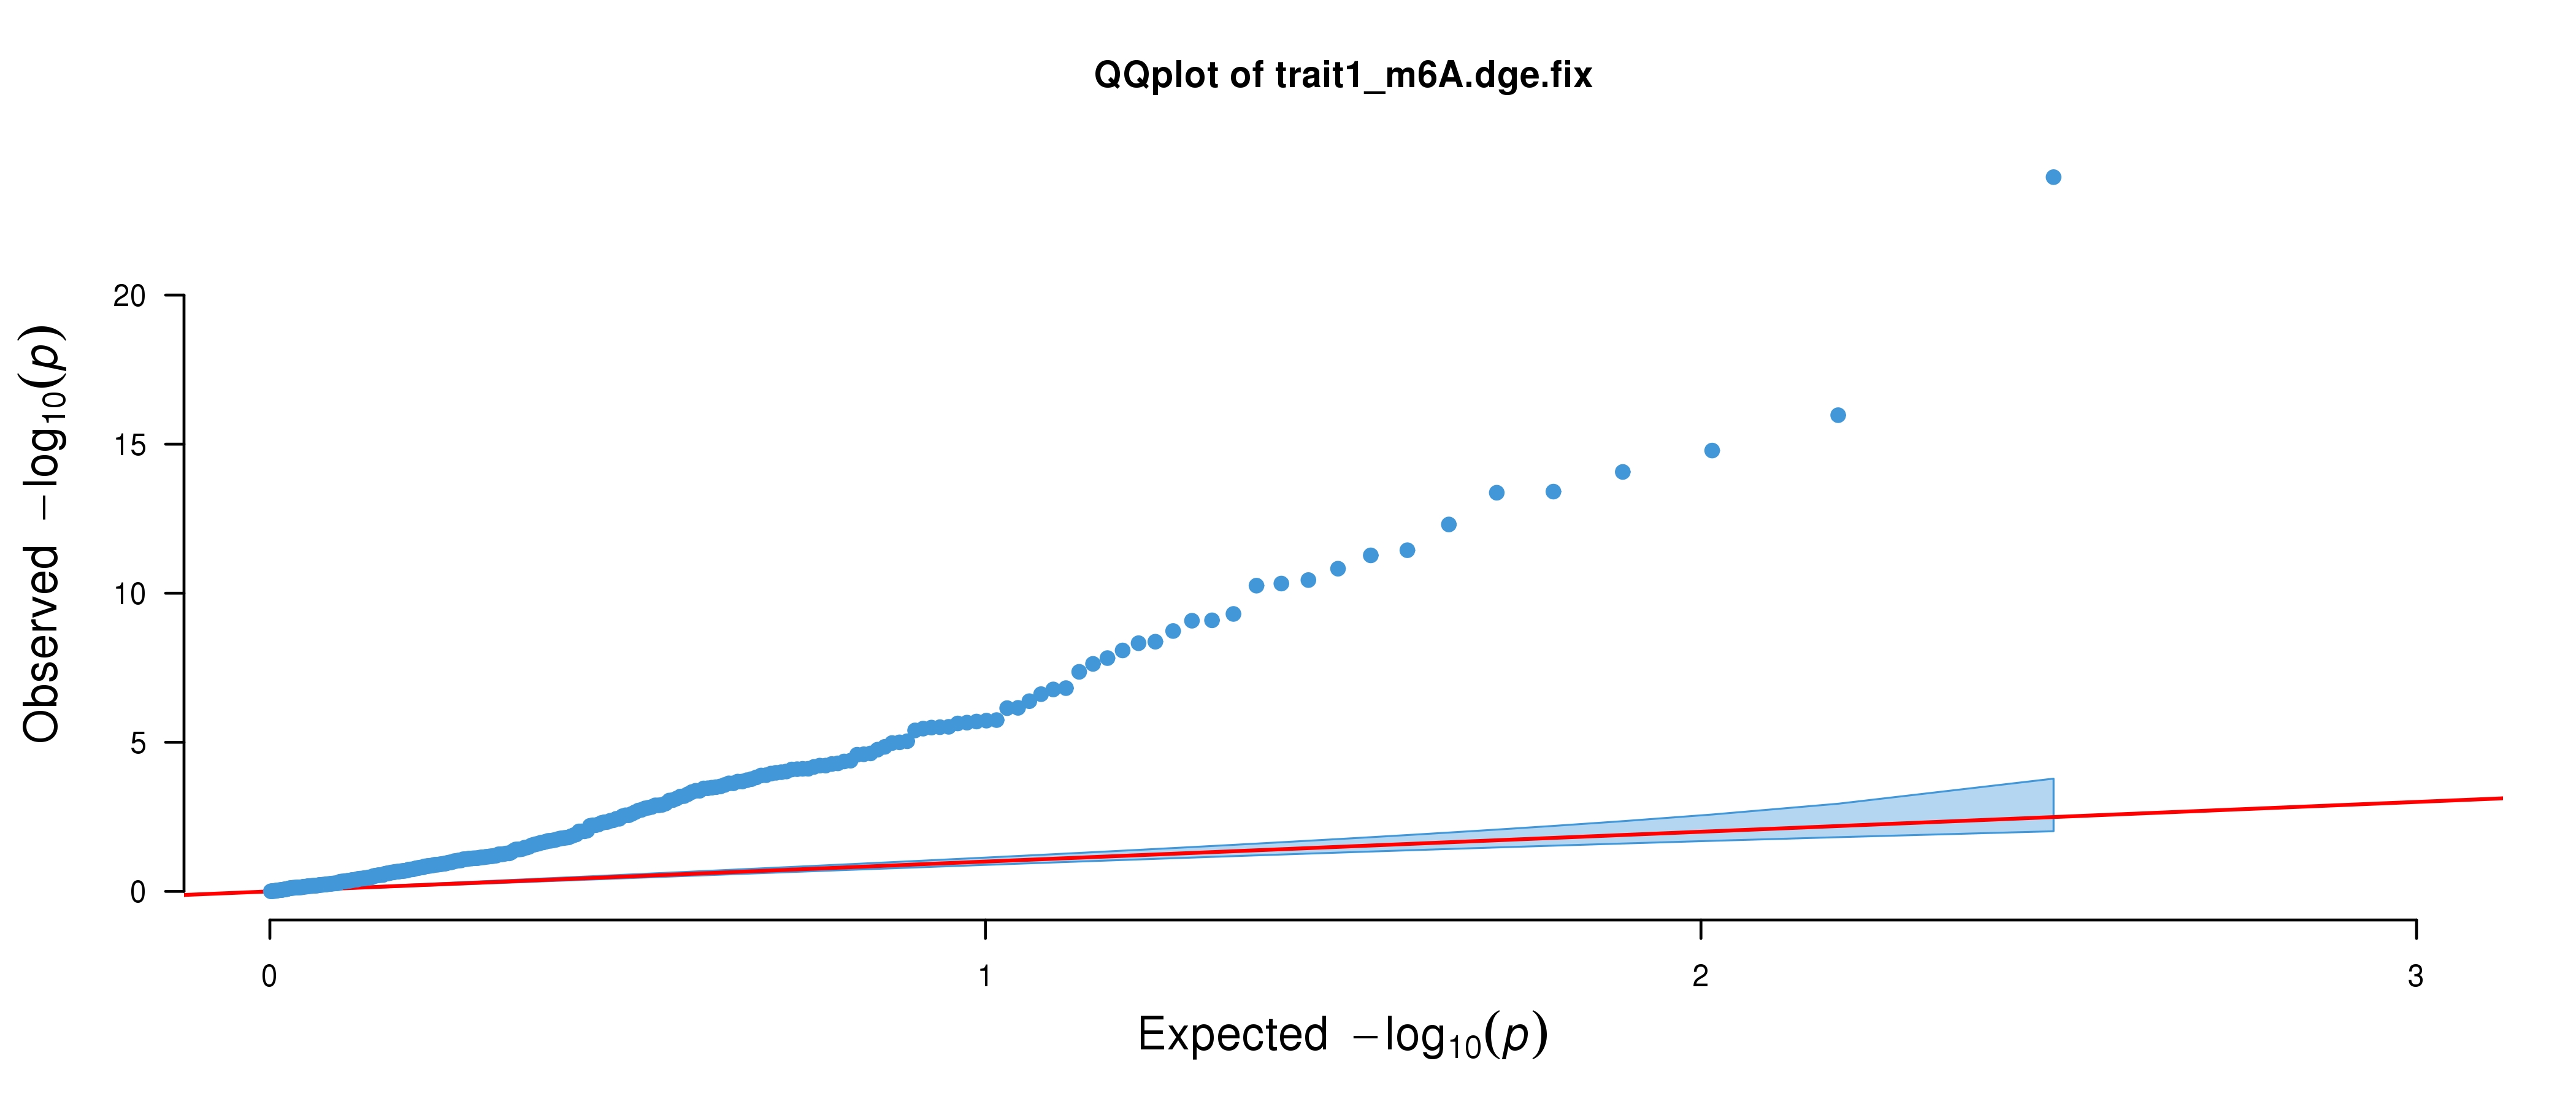 QQplot of trait1_m6A.dge.fix
Observed −log10(p)
20
15
10
5
0
0 1 2 3
Expected −log10(p)